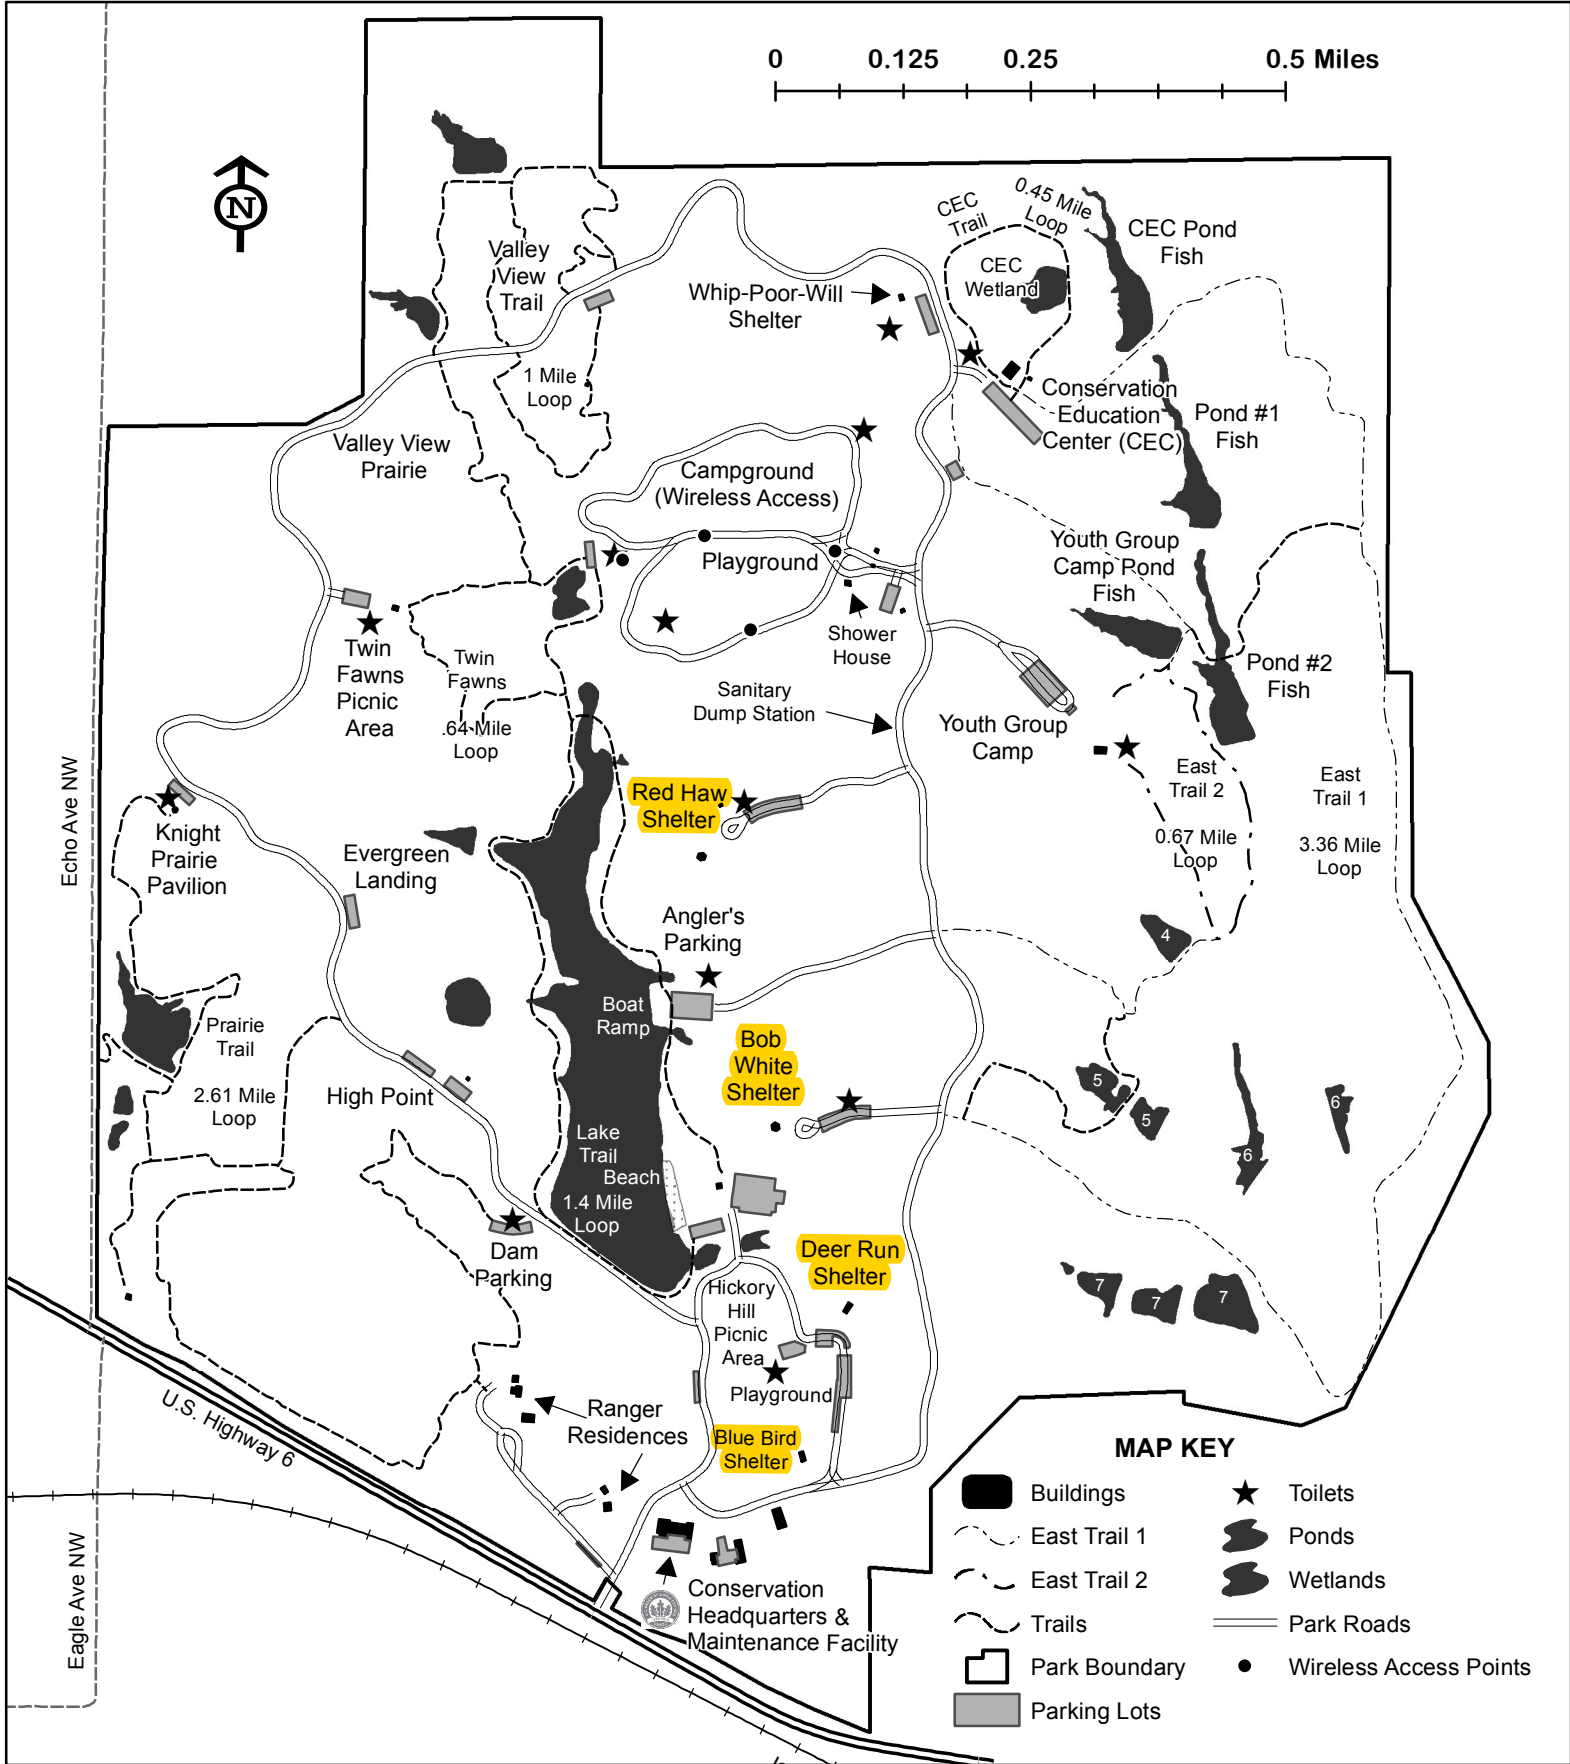 0 0.125 0.25 0.5 Miles
N
CEC
Trail
0.45 Mile
Loop
CEC Pond
Fish
CEC
Wetland
Valley
View
Trail
Whip-Poor-Will
Shelter
1 Mile
Loop
Conservation
Education
Center (CEC)
Pond #1
Fish
Valley View
Prairie
Campground
(Wireless Access)
Playground
Youth Group
Camp Pond
Fish
Shower
House
Twin
Fawns
Picnic
Area
Twin
Fawns
.64 Mile
Loop
Sanitary
Dump Station
Youth Group
Camp
Pond #2
Fish
East
Trail 2
0.67 Mile
Loop
East
Trail 1
3.36 Mile
Loop
Red Haw
Shelter
Echo Ave NW
Knight
Prairie
Pavilion
Evergreen
Landing
Angler's
Parking
4
Boat
Ramp
Prairie
Trail
2.61 Mile
Loop
High Point
Bob
White
Shelter
5
5
6
6
Lake
Trail
Beach
1.4 Mile
Loop
Dam
Parking
Deer Run
Shelter
7
7
7
Hickory
Hill
Picnic
Area
Playground
U.S. Highway 6
Ranger
Residences
Blue Bird
Shelter
Eagle Ave NW
Conservation
Headquarters &
Maintenance Facility
MAP KEY
Buildings
East Trail 1
East Trail 2
Trails
Park Boundary
Parking Lots
Toilets
Ponds
Wetlands
Park Roads
Wireless Access Points